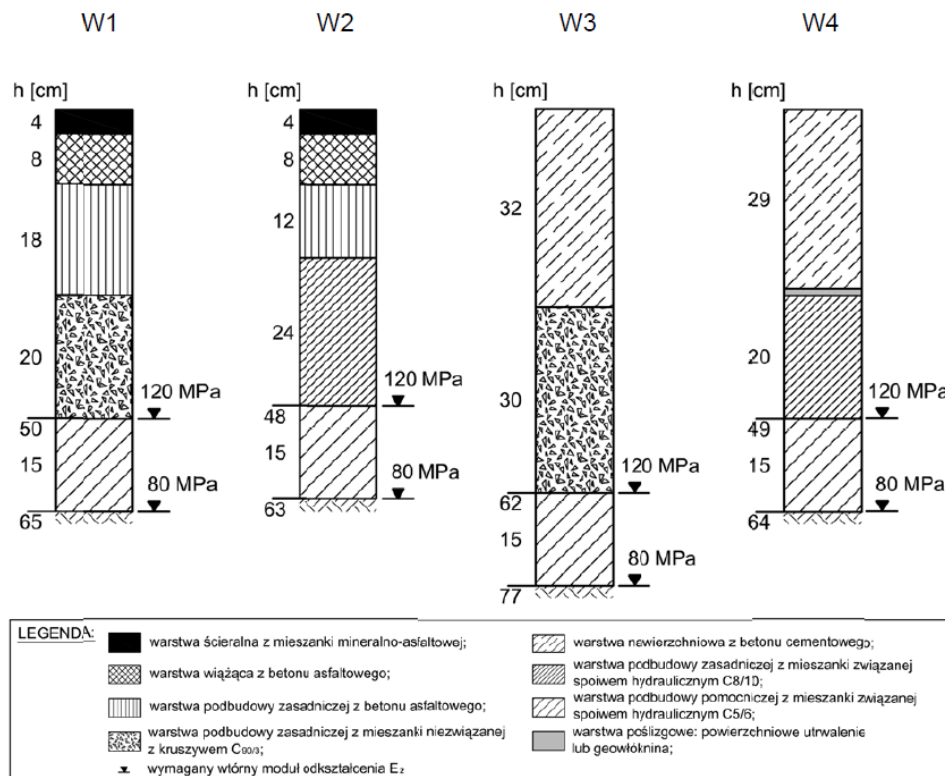 W1 W2 W3 W4
h [cm] h [cm] h [cm] h [cm]
4
8
18
20
120 MPa
50
15
80 MPa
65
4
8
12
24
120 MPa
48
15
80 MPa
63
32
30
120 MPa
62
15
80 MPa
77
29
20
120 MPa
49
15
80 MPa
64
LEGENDA:
warstwa ścieralna z mieszanki mineralno-asfaltowej;
warstwa wiążąca z betonu asfaltowego;
warstwa podbudowy zasadniczej z betonu asfaltowego;
warstwa podbudowy zasadniczej z mieszanki niezwiązanej
z kruszywem C90/3;
wymagany wtórny moduł odkształcenia E2
warstwa nawierzchniowa z betonu cementowego;
warstwa podbudowy zasadniczej z mieszanki związanej
spoiwem hydraulicznym C8/10;
warstwa podbudowy pomocniczej z mieszanki związanej
spoiwem hydraulicznym C5/6;
warstwa poślizgowe: powierzchniowe utrwalenie
lub geowłóknina;